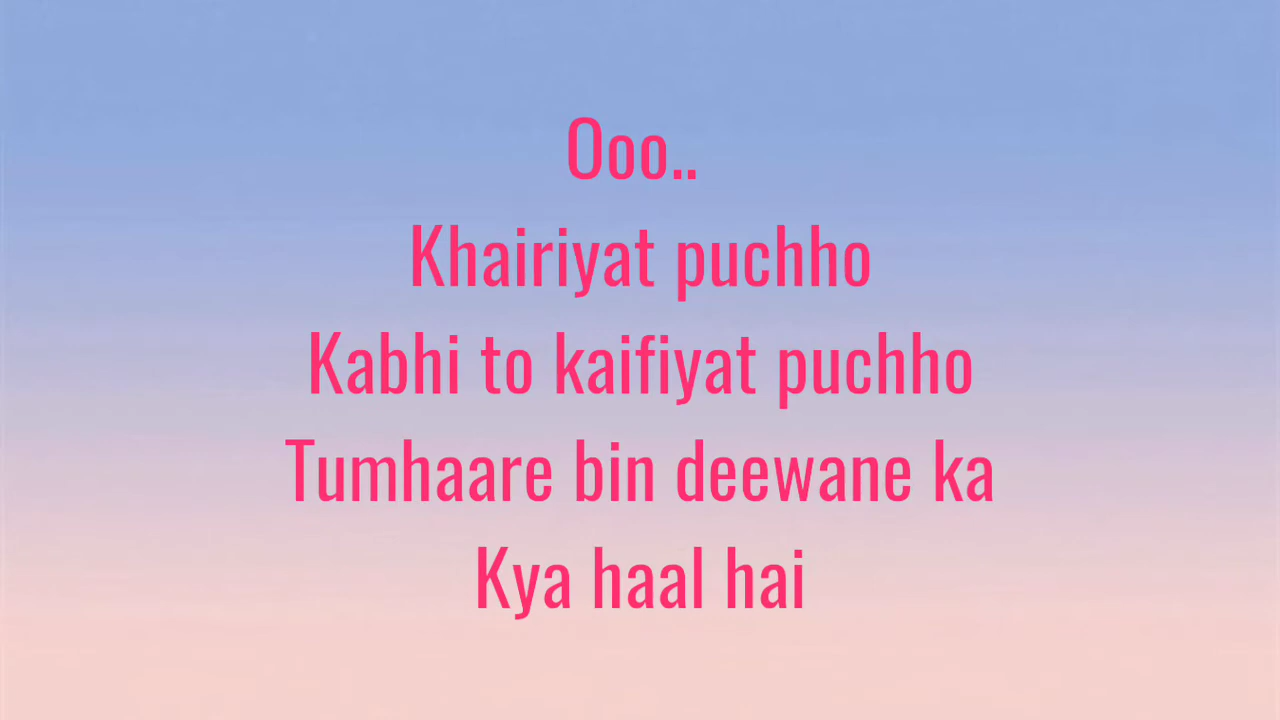 Ooo..
Khairiyat puchho
Kabhi to kaifiyat puchho
Tumhaare bin deewane ka
Kya haal hai